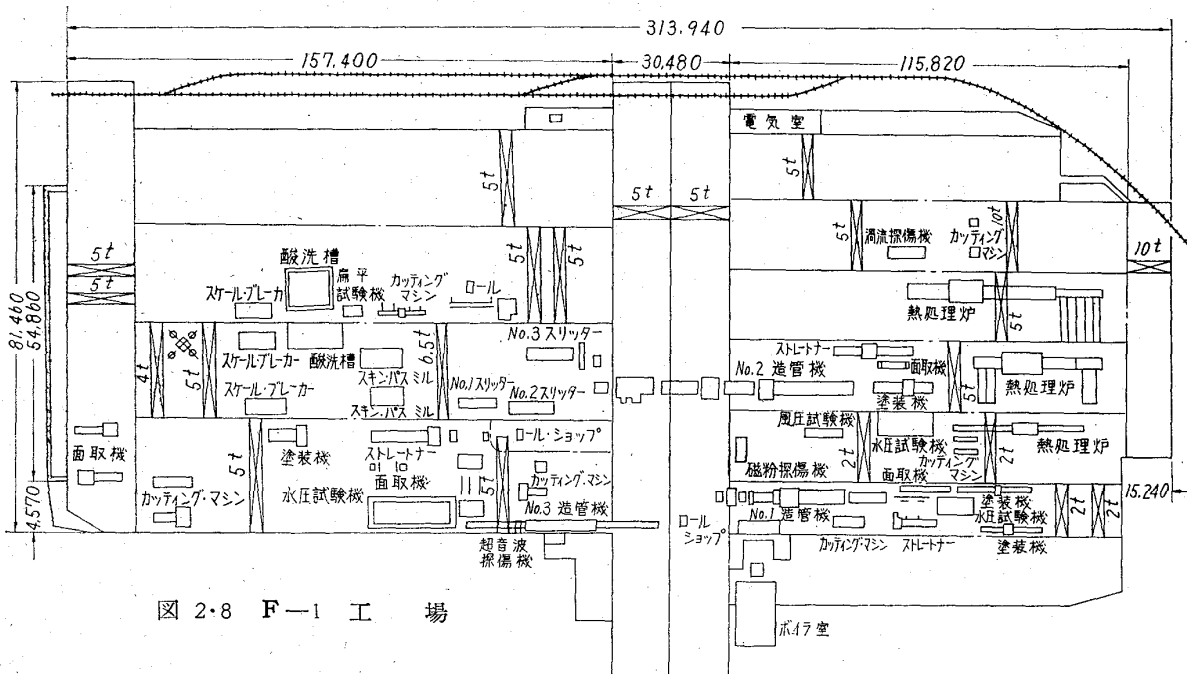 313.940
157.400
30,480
115,820
電気室
5t
5t
5t
5t
渦流探傷機
5t
カッティング
マシン
10t
10t
5t
5t
酸洗槽
スケール・ブレーカ
扁平
試験機
カッティング
マシン
ロール
5t
5t
熱処理炉
5t
81.460
54.860
4t
5t
スケール・ブレーカー
酸洗槽
スキンパスミル
6.5t
No.3 スリッター
スケール・ブレーカー
スキン・パス ミル
No.1 スリッター
No.2 スリッター
ストレートナー
No.2 造管機
面取機
塗装機
5t
熱処理炉
面取機
5t
塗装機
ストレートナー
面取機
ロール・ショップ
カッティング・マシン
水圧試験機
5t
カッティング・マシン
No.3 造管機
超音波
探傷機
風圧試験機
磁粉探傷機
2t
水圧試験機
カッティング
面取機
マシン
2t
熱処理炉
4.570
15.240
ロール
ショップ
No.1 造管機
カッティング・マシン
ストレートナー
塗装機
水圧試験機
塗装機
2t
2t
ボイラ室
図 2・8 F—1 工 場